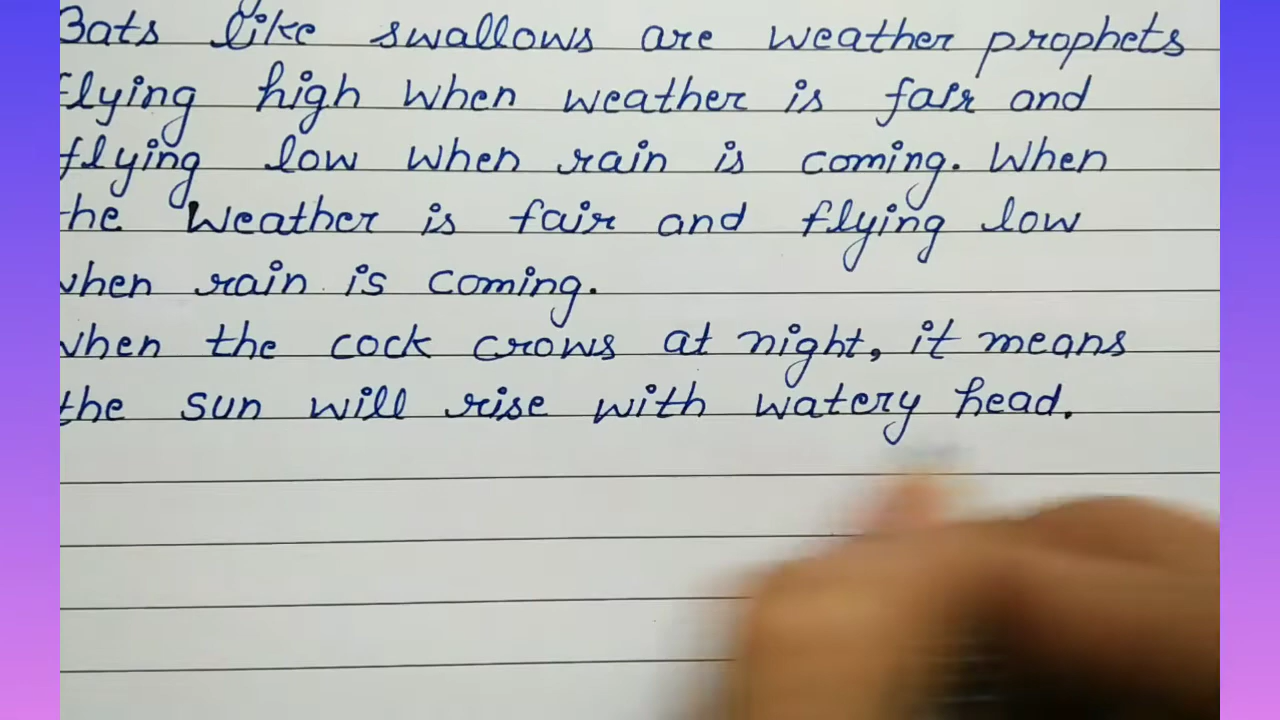 Bats like swallows are weather prophets
flying high when weather is fair and
flying low when rain is coming. When
the weather is fair and flying low
when rain is coming.
when the cock crows at night, it means
the sun will rise with watery head.